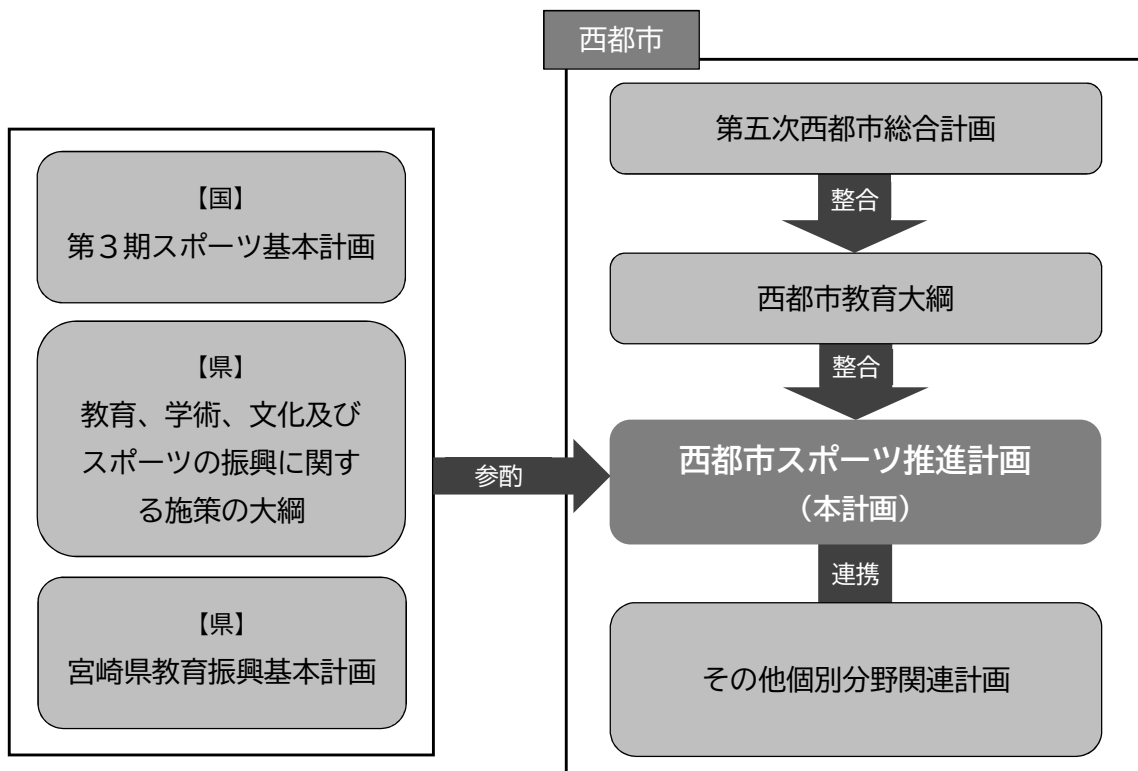 西都市
第五次西都市総合計画
整合
西都市教育大綱
整合
西都市スポーツ推進計画
（本計画）
連携
その他個別分野関連計画
【国】
第３期スポーツ基本計画
【県】
教育、学術、文化及び
スポーツの振興に関す
る施策の大綱
【県】
宮崎県教育振興基本計画
参酌